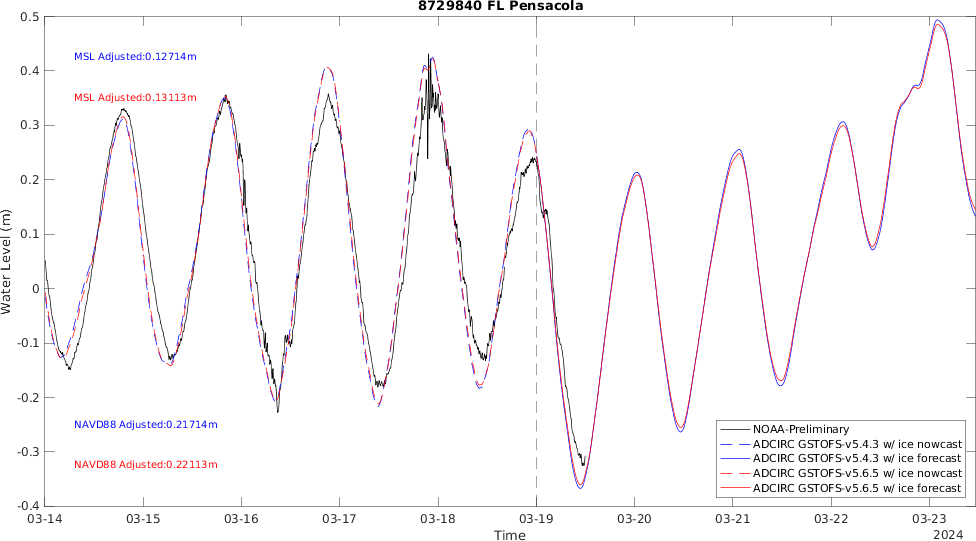 8729840 FL Pensacola
0.5
MSL Adjusted:0.12714m
0.4
MSL Adjusted:0.13113m
0.3
0.2
0.1
Water Level (m)
0
-0.1
-0.2
NAVD88 Adjusted:0.21714m
NOAA-Preliminary
ADCIRC GSTOFS-v5.4.3 w/ ice nowcast
-0.3
ADCIRC GSTOFS-v5.4.3 w/ ice forecast
NAVD88 Adjusted:0.22113m
ADCIRC GSTOFS-v5.6.5 w/ ice nowcast
ADCIRC GSTOFS-v5.6.5 w/ ice forecast
-0.4
03-14 03-15 03-16 03-17 03-18 03-19 03-20 03-21 03-22 03-23
Time
2024